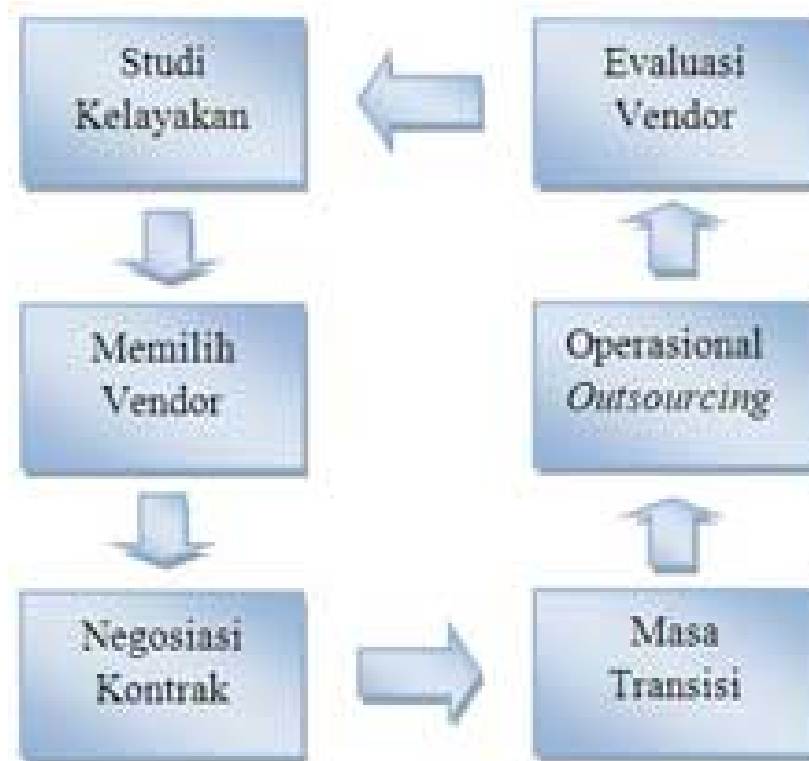 Studi
Kelayakan
Evaluasi
Vendor
Memilih
Vendor
Operasional
Outsourcing
Negosiasi
Kontrak
Masa
Transisi